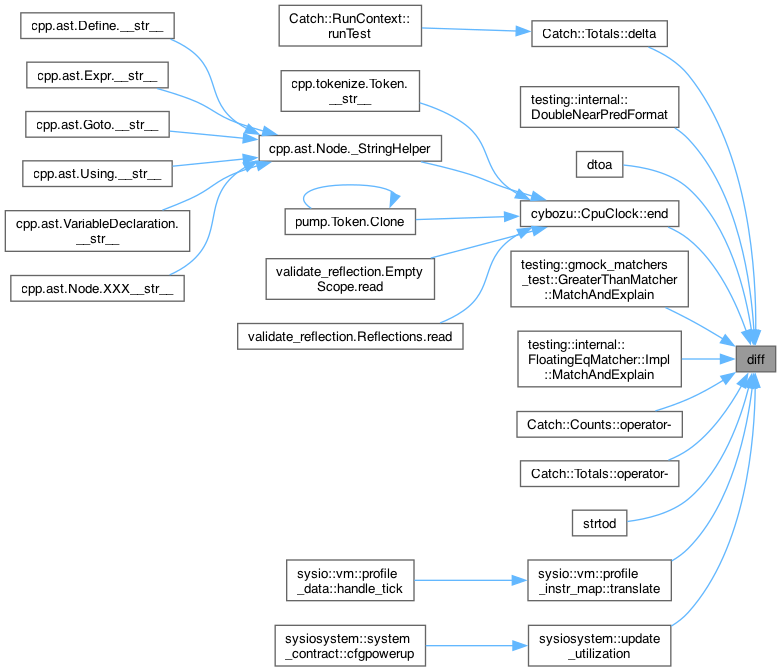 cpp.ast.Define.__str__
cpp.ast.Expr.__str__
cpp.ast.Goto.__str__
cpp.ast.Using.__str__
cpp.ast.VariableDeclaration.
__str__
cpp.ast.Node.XXX__str__
Catch::RunContext::
runTest
cpp.tokenize.Token.
__str__
cpp.ast.Node._StringHelper
pump.Token.Clone
validate_reflection.Empty
Scope.read
validate_reflection.Reflections.read
sysio::vm::profile
_data::handle_tick
sysiosystem::system
_contract::cfgpowerup
Catch::Totals::delta
testing::internal::
DoubleNearPredFormat
dtoa
cybozu::CpuClock::end
testing::gmock_matchers
_test::GreaterThanMatcher
::MatchAndExplain
testing::internal::
FloatingEqMatcher::Impl
::MatchAndExplain
Catch::Counts::operator-
Catch::Totals::operator-
strtod
sysio::vm::profile
_instr_map::translate
sysiosystem::update
_utilization
diff